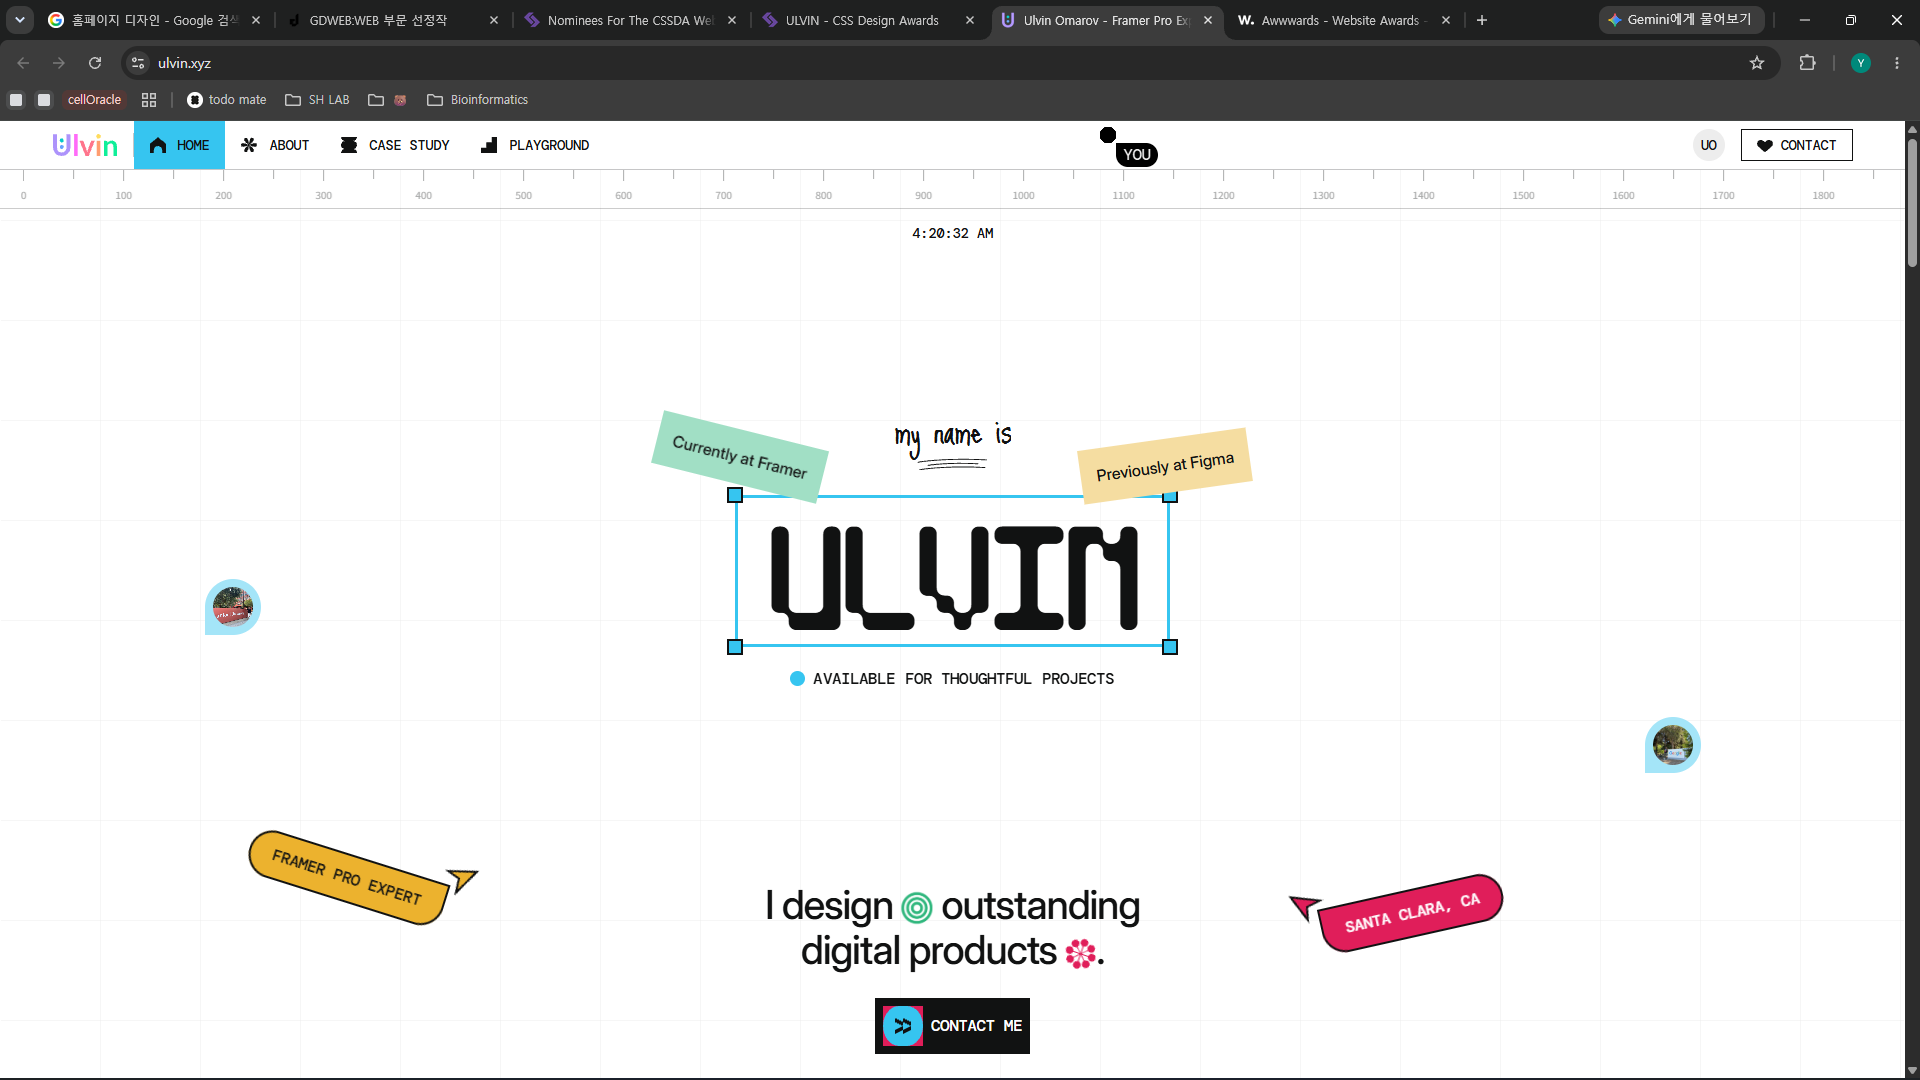 홈페이지 디자인 - Google 검색
GDWEB:WEB 부문 선정작
Nominees For The CSSDA We
ULVIN - CSS Design Awards
Ulvin Omarov - Framer Pro Ex
W. Awwwards - Website Awards -
Gemini에게 물어보기
ulvin.xyz
Y
cellOracle
todo mate
SH LAB
Bioinformatics
Ulvin
HOME
ABOUT
CASE STUDY
PLAYGROUND
YOU
UO
CONTACT
0 100 200 300 400 500 600 700 800 900 1000 1100 1200 1300 1400 1500 1600 1700 1800
4:20:32 AM
Currently at Framer
my name is
Previously at Figma
ULVIN
AVAILABLE FOR THOUGHTFUL PROJECTS
FRAMER PRO EXPERT
I design outstanding
digital products .
SANTA CLARA, CA
CONTACT ME